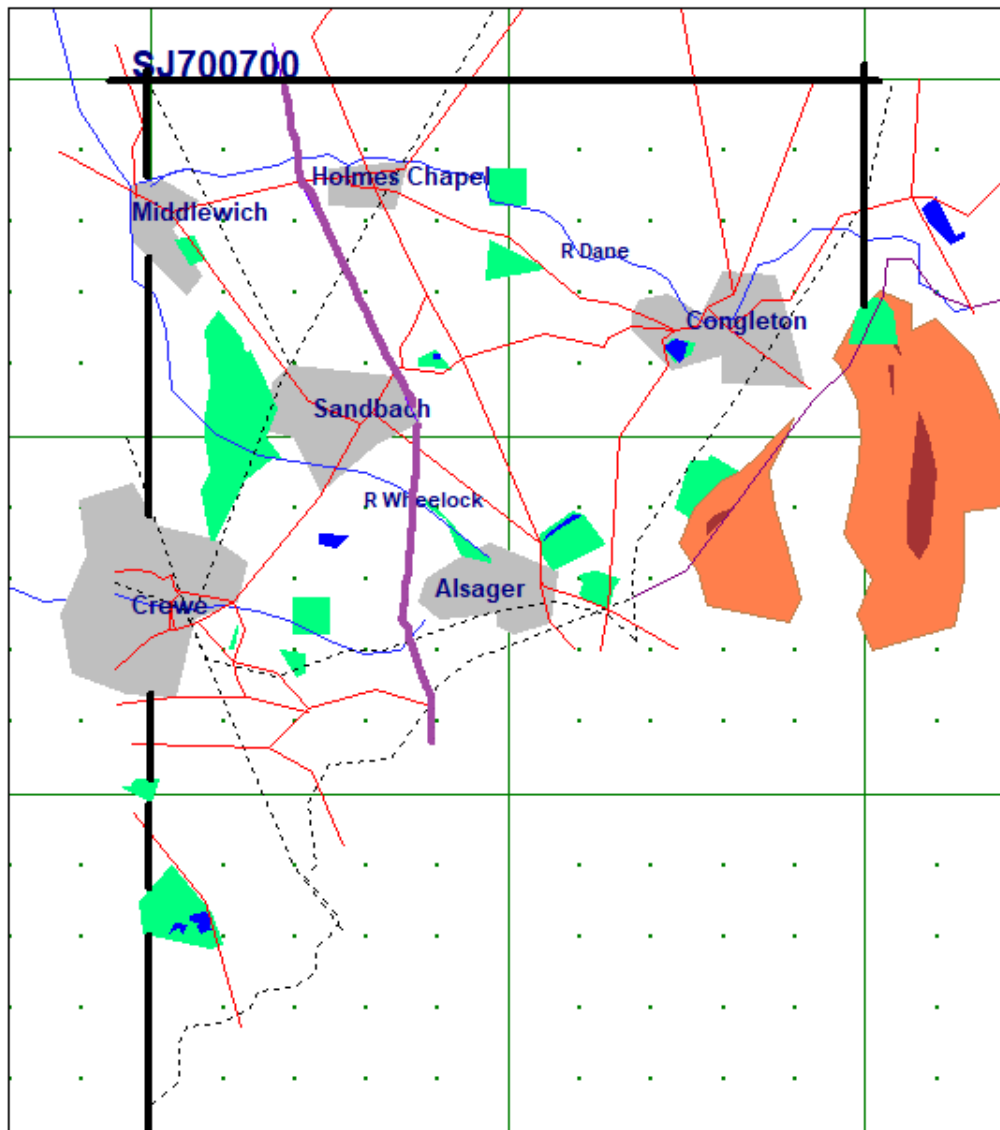 SJ700700
Holmes Chapel
Middlewich
R Dane
Congleton
Sandbach
R Wheelock
Alsager
Crewe